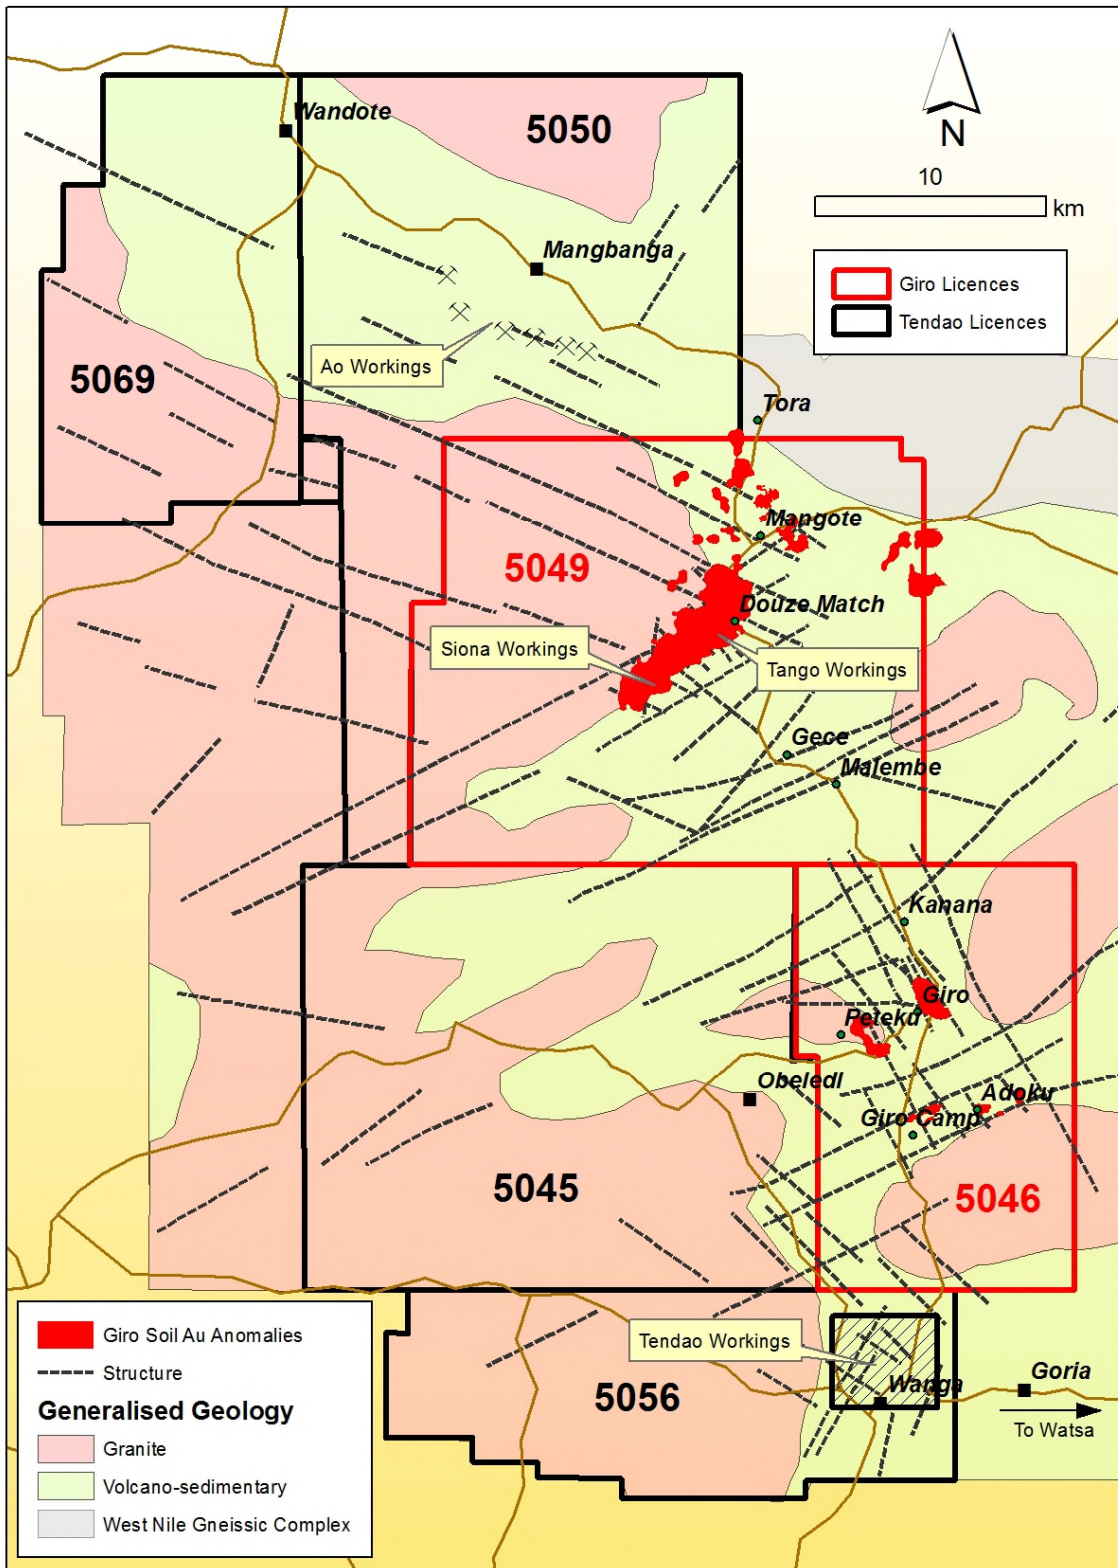 Wandote
5050
N
10
km
Mangbanga
Giro Licences
Tendao Licences
Ao Workings
5069
Tora
Mangote
5049
Douze Match
Siona Workings
Tango Workings
Gece
Malembe
Kanana
Giro
Peteku
Obeledl
Adoku
Giro Camp
5045
5046
Giro Soil Au Anomalies
Structure
Generalised Geology
Granite
Volcano-sedimentary
West Nile Gneissic Complex
Tendao Workings
5056
Wanga
Goria
To Watsa